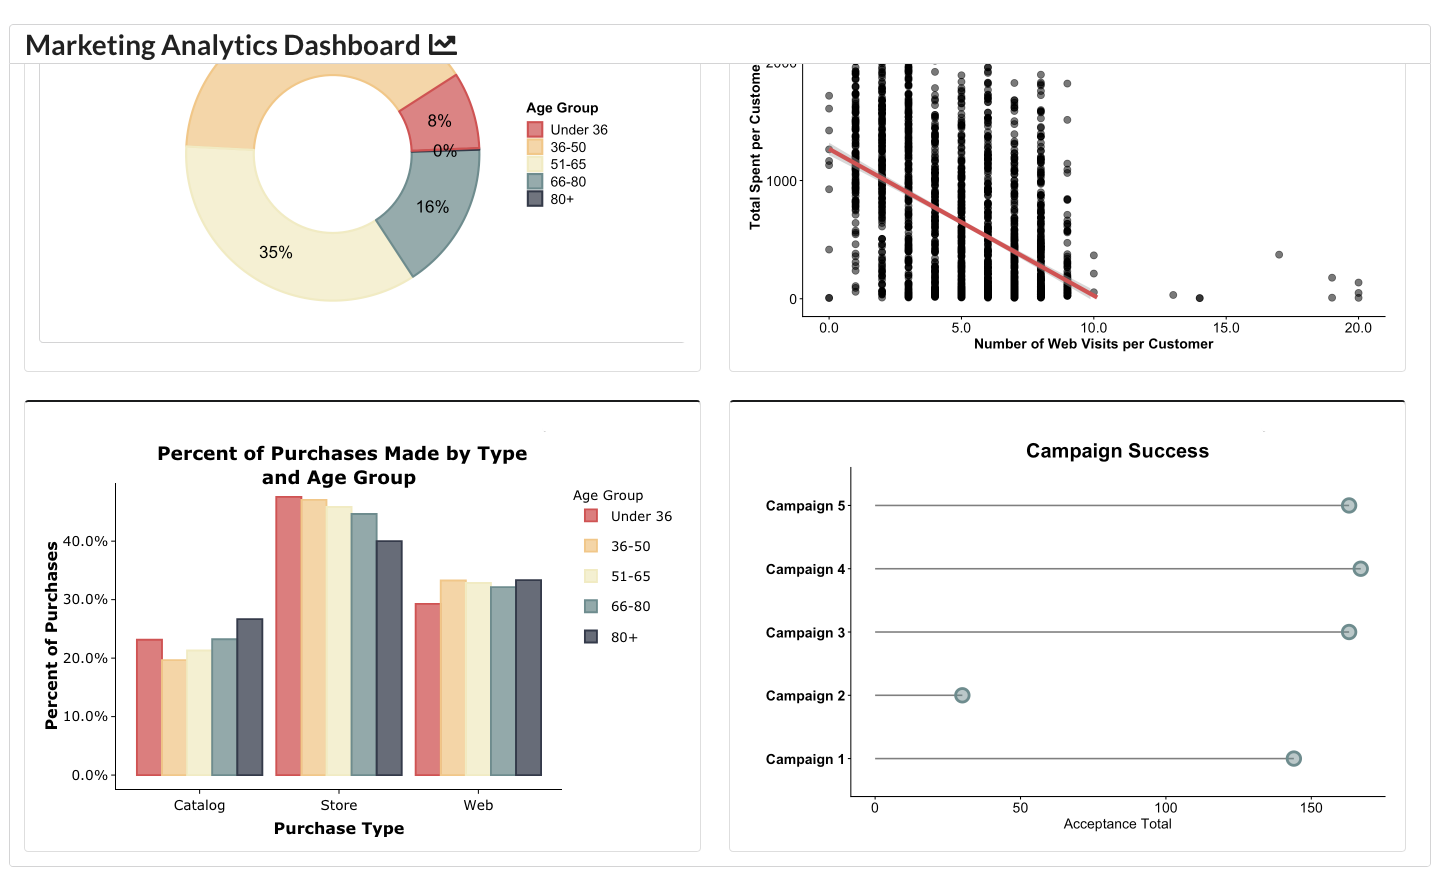 Marketing Analytics Dashboard
8%
0%
16%
35%
Age Group
Under 36
36-50
51-65
66-80
80+
Total Spent per Custome
2000
1000
0
0.0 5.0 10.0 15.0 20.0
Number of Web Visits per Customer
Percent of Purchases Made by Type
and Age Group
Percent of Purchases
40.0%
30.0%
20.0%
10.0%
0.0%
Catalog Store Web
Purchase Type
Age Group
Under 36
36-50
51-65
66-80
80+
Campaign Success
Campaign 5
Campaign 4
Campaign 3
Campaign 2
Campaign 1
0 50 100 150
Acceptance Total